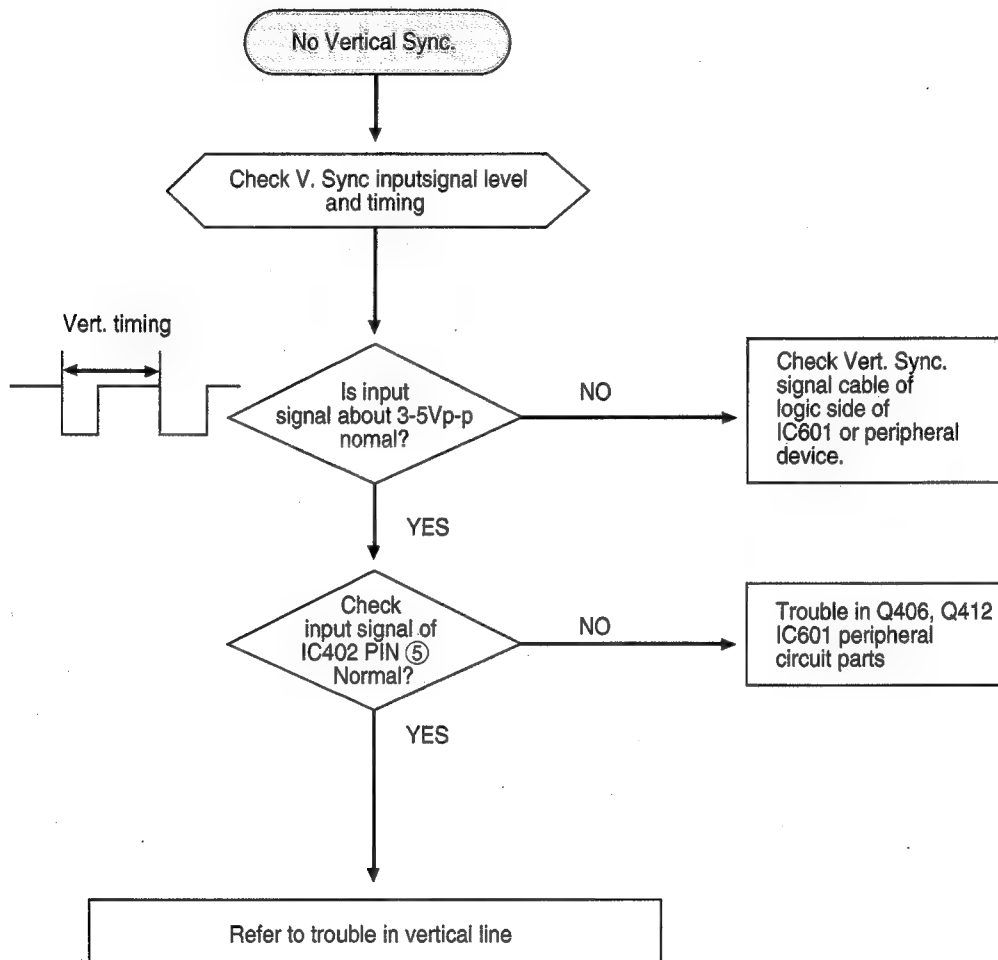 No Vertical Sync.
Check V. Sync inputsignal level
and timing
Vert. timing
Is input
signal about 3-5Vp-p
nomal?
NO
Check Vert. Sync.
signal cable of
logic side of
IC601 or peripheral
device.
YES
Check
input signal of
IC402 PIN ⑤
Normal?
NO
Trouble in Q406, Q412
IC601 peripheral
circuit parts
YES
Refer to trouble in vertical line